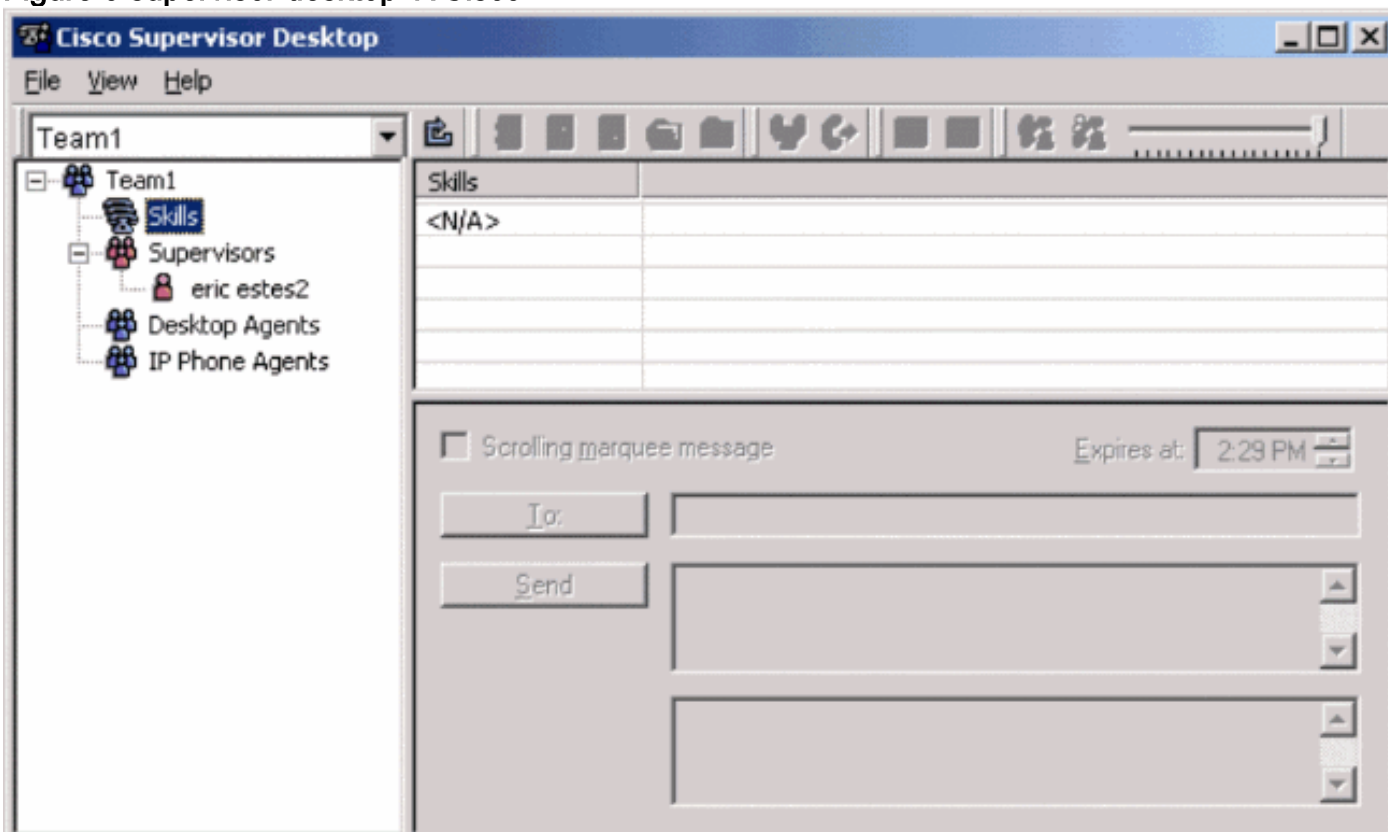 Cisco Supervisor Desktop
File View Help
Team1
Team1
Skills
Supervisors
eric estes2
Desktop Agents
IP Phone Agents
Skills
<N/A>
Scrolling marquee message
Expires at: 2:29 PM
To:
Send